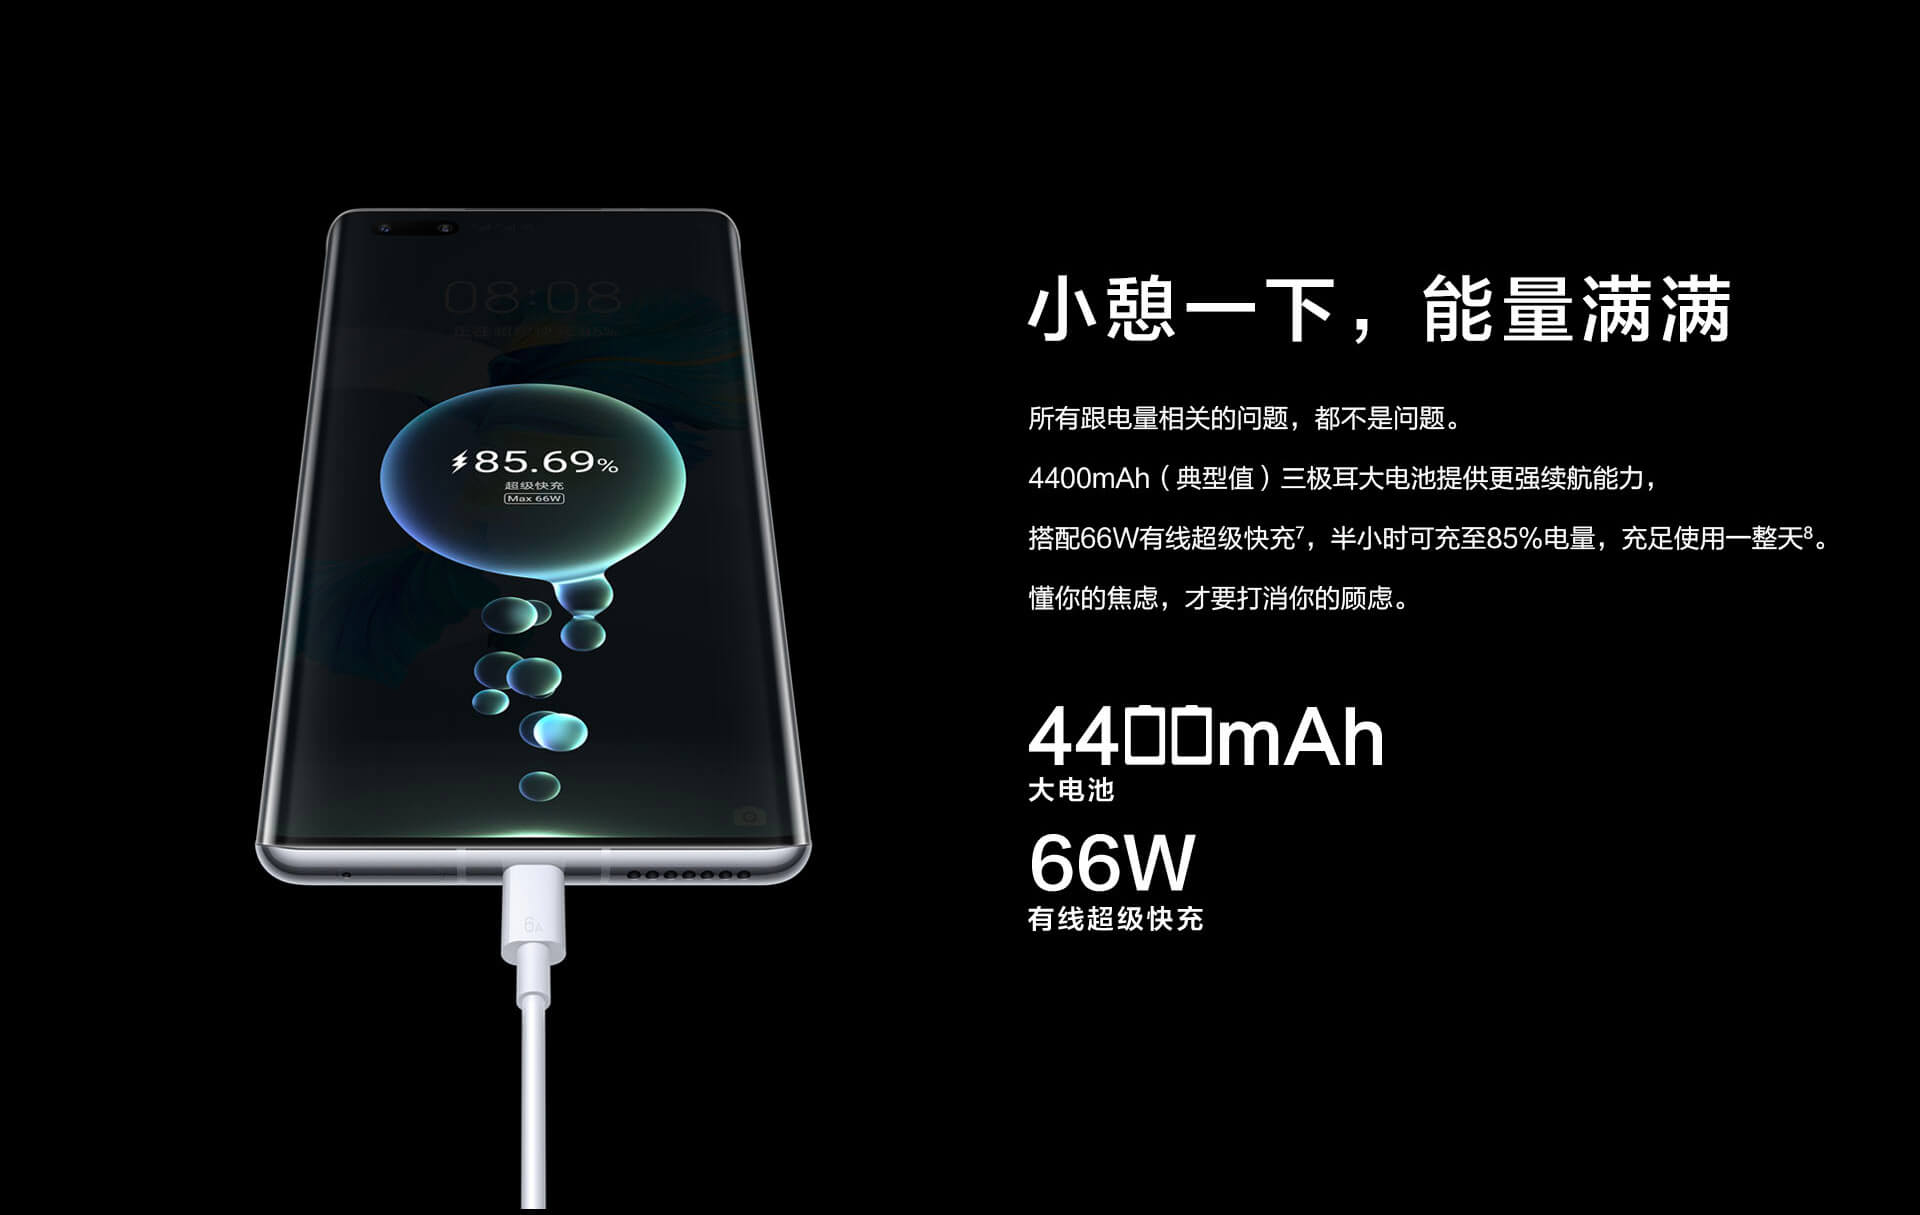 08:08
⚡85.69%
超级快充
Max 66W
6A
小憩一下，能量满满
所有跟电量相关的问题，都不是问题。
4400mAh（典型值）三极耳大电池提供更强续航能力，
搭配66W有线超级快充⁷，半小时可充至85%电量，充足使用一整天⁸。
懂你的焦虑，才要打消你的顾虑。
4400mAh
大电池
66W
有线超级快充